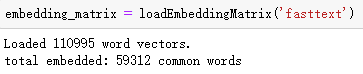 embedding_matrix = loadEmbeddingMatrix('fasttext')
Loaded 110995 word vectors.
total embedded: 59312 common words